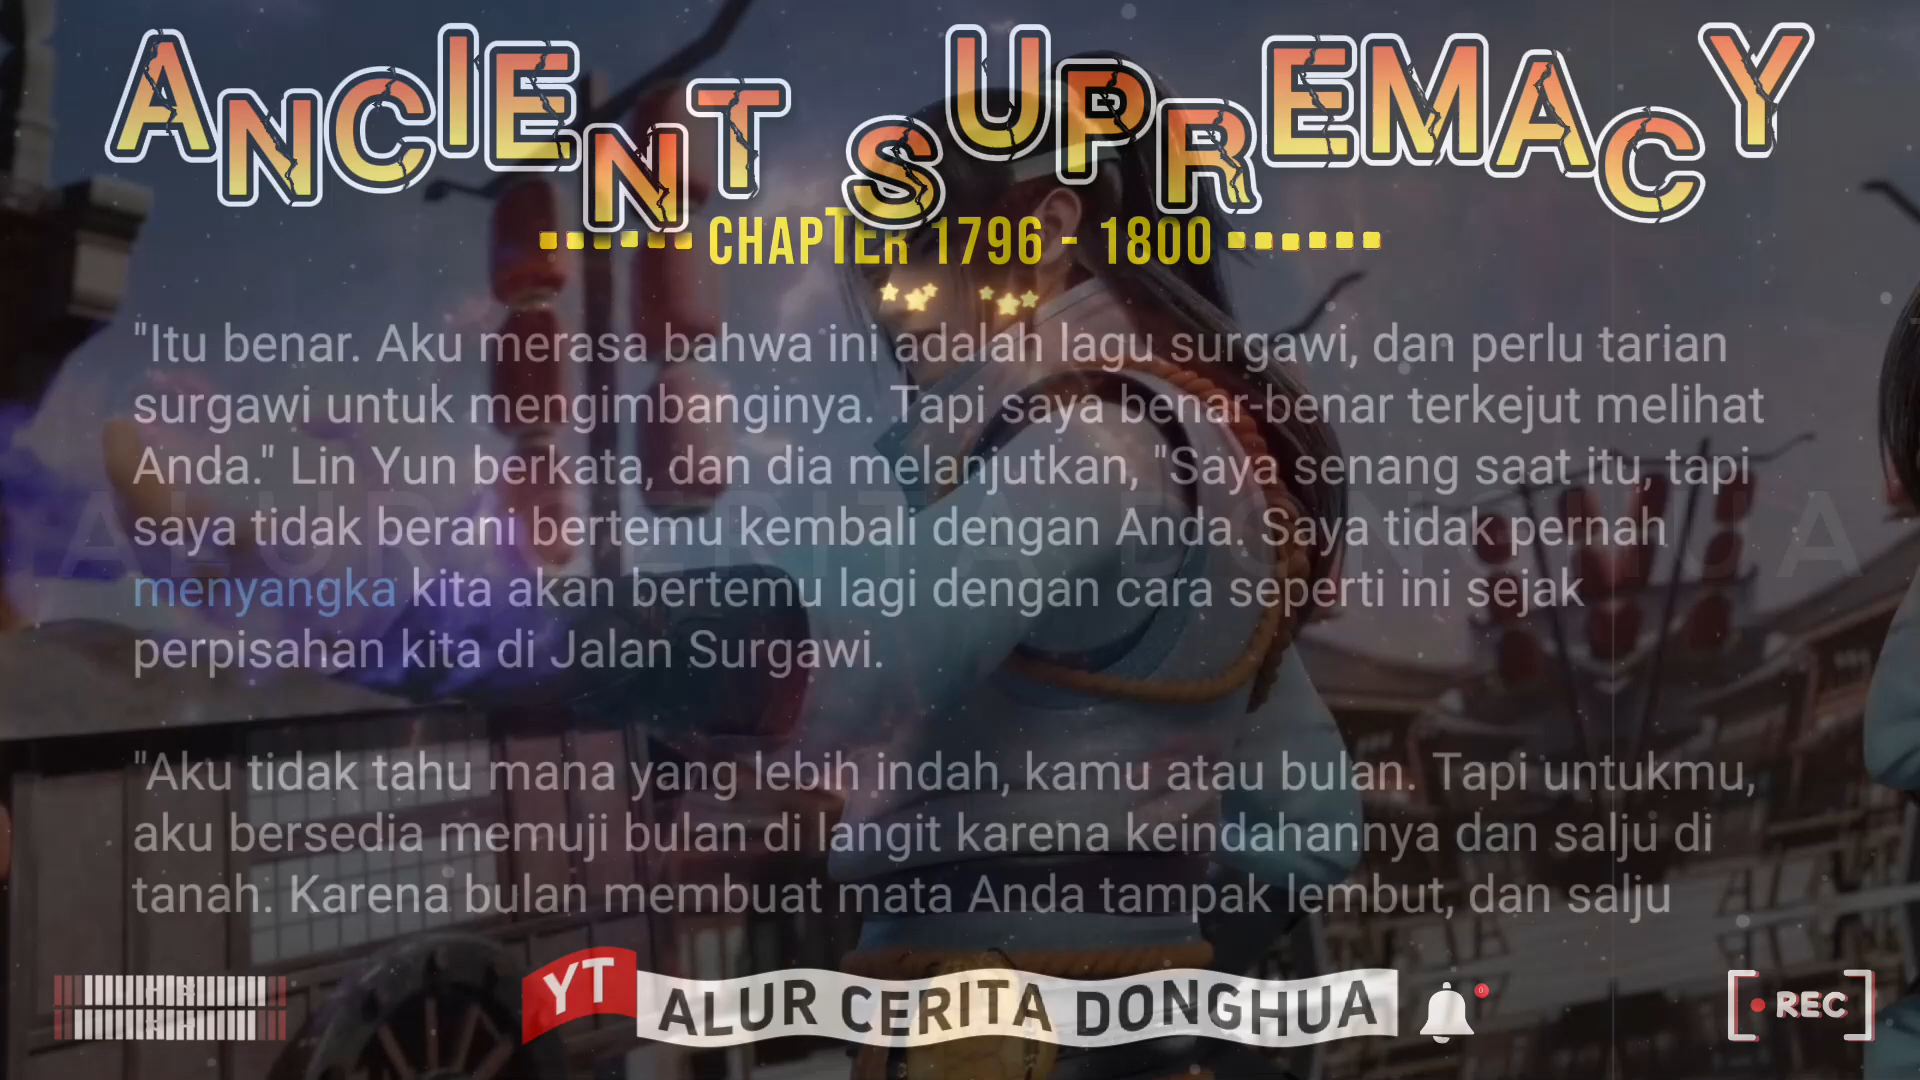 ANCIENT SUPREMACY
CHAPTER 1796 - 1800
"Itu benar. Aku merasa bahwa ini adalah lagu surgawi, dan perlu tarian
surgawi untuk mengimbanginya. Tapi saya benar-benar terkejut melihat
Anda." Lin Yun berkata, dan dia melanjutkan, "Saya senang saat itu, tapi
saya tidak berani bertemu kembali dengan Anda. Saya tidak pernah
menyangka kita akan bertemu lagi dengan cara seperti ini sejak
perpisahan kita di Jalan Surgawi.
"Aku tidak tahu mana yang lebih indah, kamu atau bulan. Tapi untukmu,
aku bersedia memuji bulan di langit karena keindahannya dan salju di
tanah. Karena bulan membuat mata Anda tampak lembut, dan salju
ALUR CERITA DONGHUA
YT ALUR CERITA DONGHUA
REC